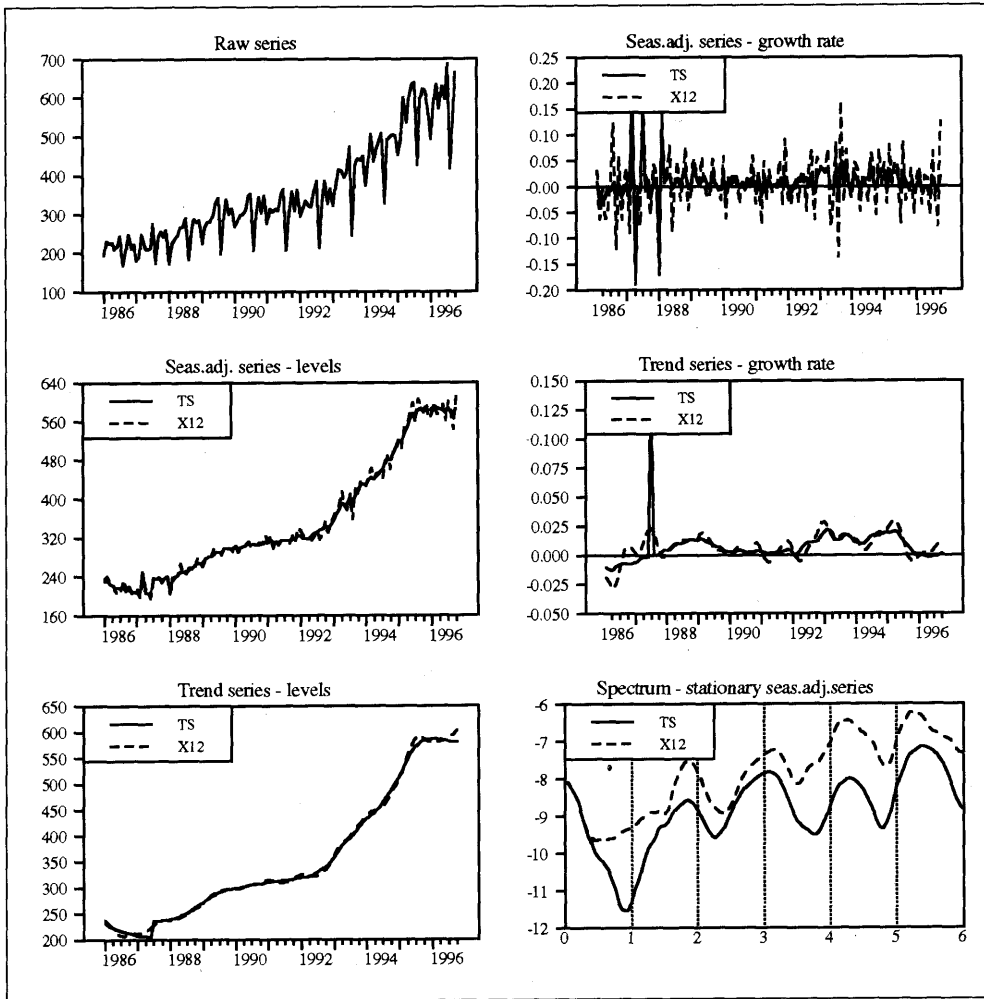 Raw series
700
600
500
400
300
200
100
1986 1988 1990 1992 1994 1996
Seas.adj. series - growth rate
0.25
0.20
0.15
0.10
0.05
-0.00
-0.05
-0.10
-0.15
-0.20
TS
X12
1986 1988 1990 1992 1994 1996
Seas.adj. series - levels
640
560
480
400
320
240
160
TS
X12
1986 1988 1990 1992 1994 1996
Trend series - growth rate
0.150
0.125
0.100
0.075
0.050
0.025
0.000
-0.025
-0.050
TS
X12
1986 1988 1990 1992 1994 1996
Trend series - levels
650
600
550
500
450
400
350
300
250
200
TS
X12
1986 1988 1990 1992 1994 1996
Spectrum - stationary seas.adj.series
-6
-7
-8
-9
-10
-11
-12
TS
X12
0 1 2 3 4 5 6